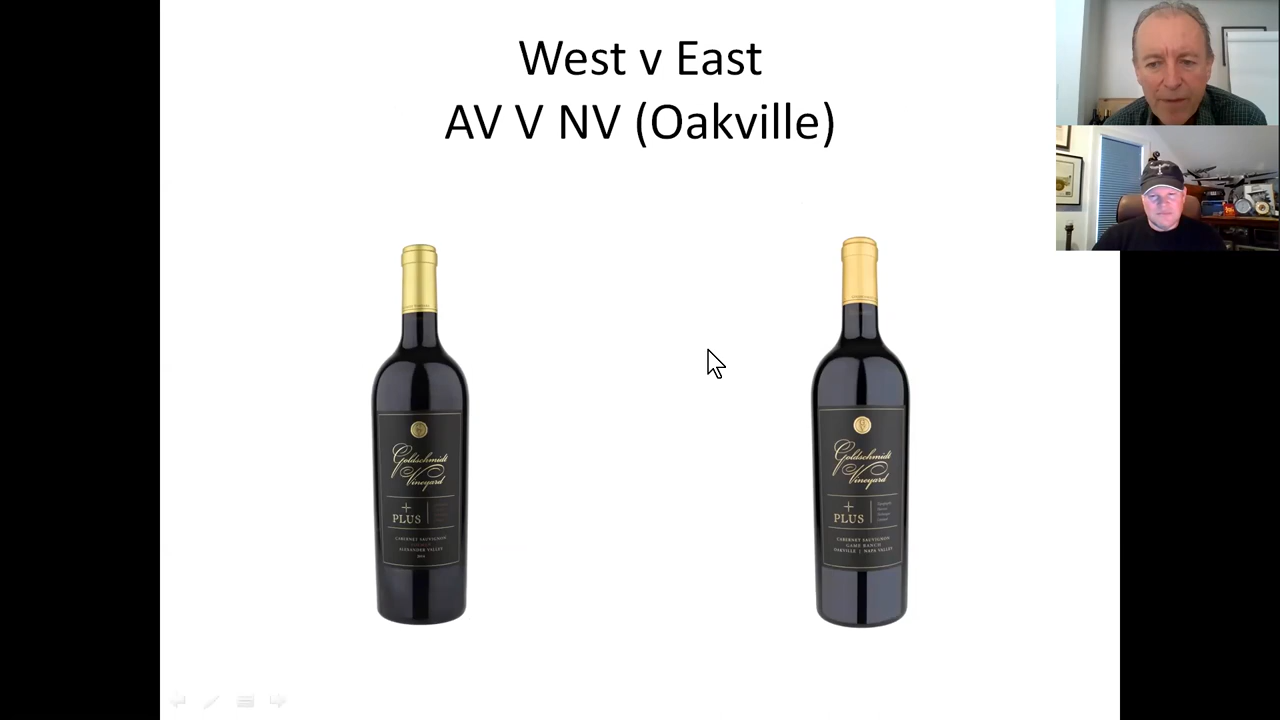 West v East
AV V NV (Oakville)
Goldschmidt
Vineyard
PLUS
CABERNET SAUVIGNON
ALEXANDER VALLEY
Goldschmidt
Vineyard
PLUS
CABERNET SAUVIGNON
GAME RANCH
OAKVILLE | NAPA VALLEY